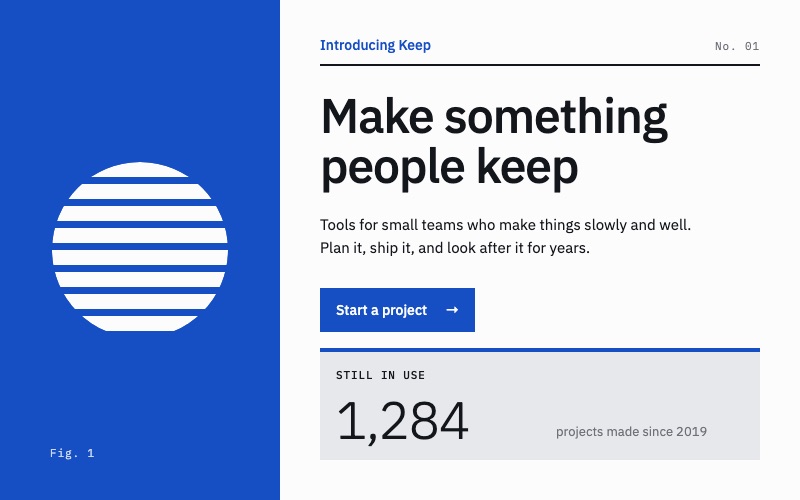 Introducing Keep
No. 01
Make something
people keep
Tools for small teams who make things slowly and well.
Plan it, ship it, and look after it for years.
Start a project →
STILL IN USE
1,284
projects made since 2019
Fig. 1